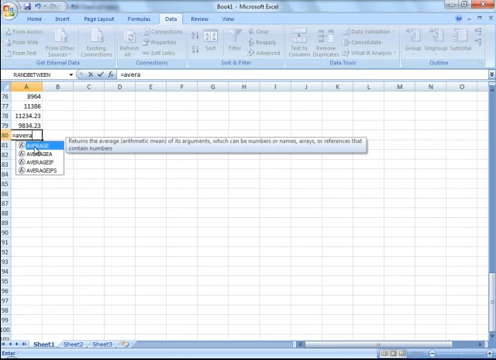 Book1 - Microsoft Excel
Home Insert Page Layout Formulas Data Review View
From Access
From Web
From Text
From Other Sources
Existing Connections
Refresh All
Connections
Properties
Edit Links
Sort
Filter
Clear
Reapply
Advanced
Text to Columns
Remove Duplicates
Data Validation
Consolidate
What-If Analysis
Group Ungroup Subtotal
Get External Data Connections Sort & Filter Data Tools Outline
RANDBETWEEN =avera
A B C D E F G H I J K L M
76 8964
77 11386
78 11234.23
79 9834.23
80 =avera
81 AVERAGE
Returns the average (arithmetic mean) of its arguments, which can be numbers or names, arrays, or references that
contain numbers
82 AVERAGEA
83 AVERAGEIF
84 AVERAGEIFS
85
86
87
88
89
90
91
92
93
94
95
96
97
98
99
100
101
Sheet1 Sheet2 Sheet3
Enter